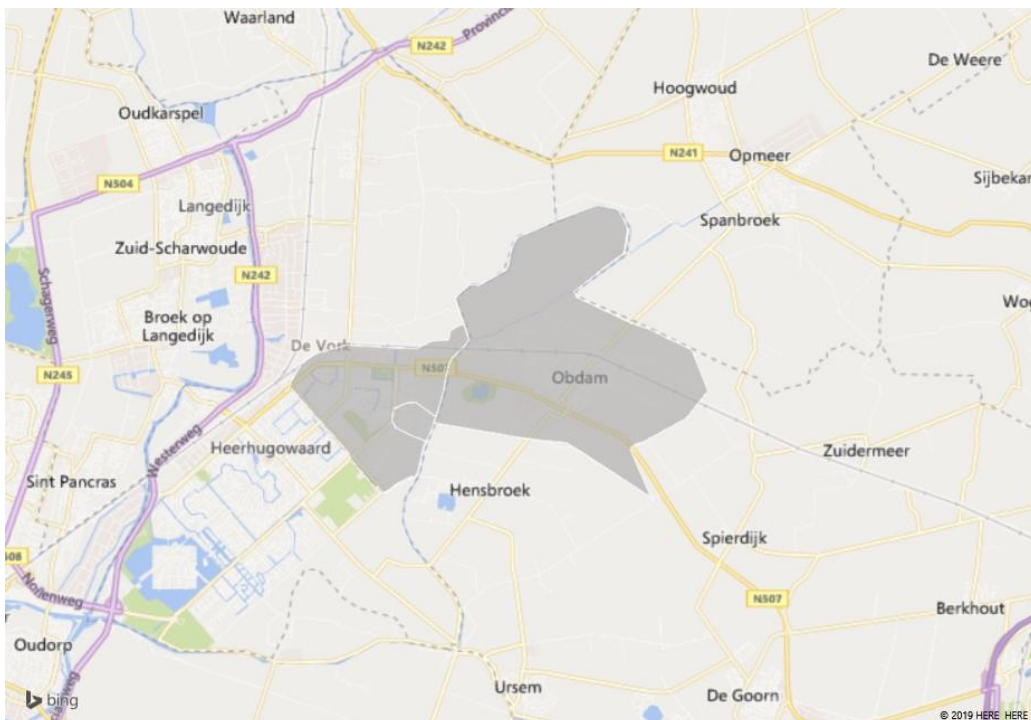 Waarland
N242
Provinc
De Weere
Hoogwoud
Oudkarspel
N241
Opmeer
N504
Sijbekar
Langedijk
Spanbroek
Zuid-Scharwoude
N242
Schagerweg
Wog
Broek op
Langedijk
De Vork
N245
N507
Obdam
Westerweg
Heerhugowaard
Zuidermeer
Sint Pancras
Hensbroek
Spierdijk
508
Nollenweg
N507
Berkhout
Oudorp
Ursem
De Goorn
bing
© 2019 HERE HERE